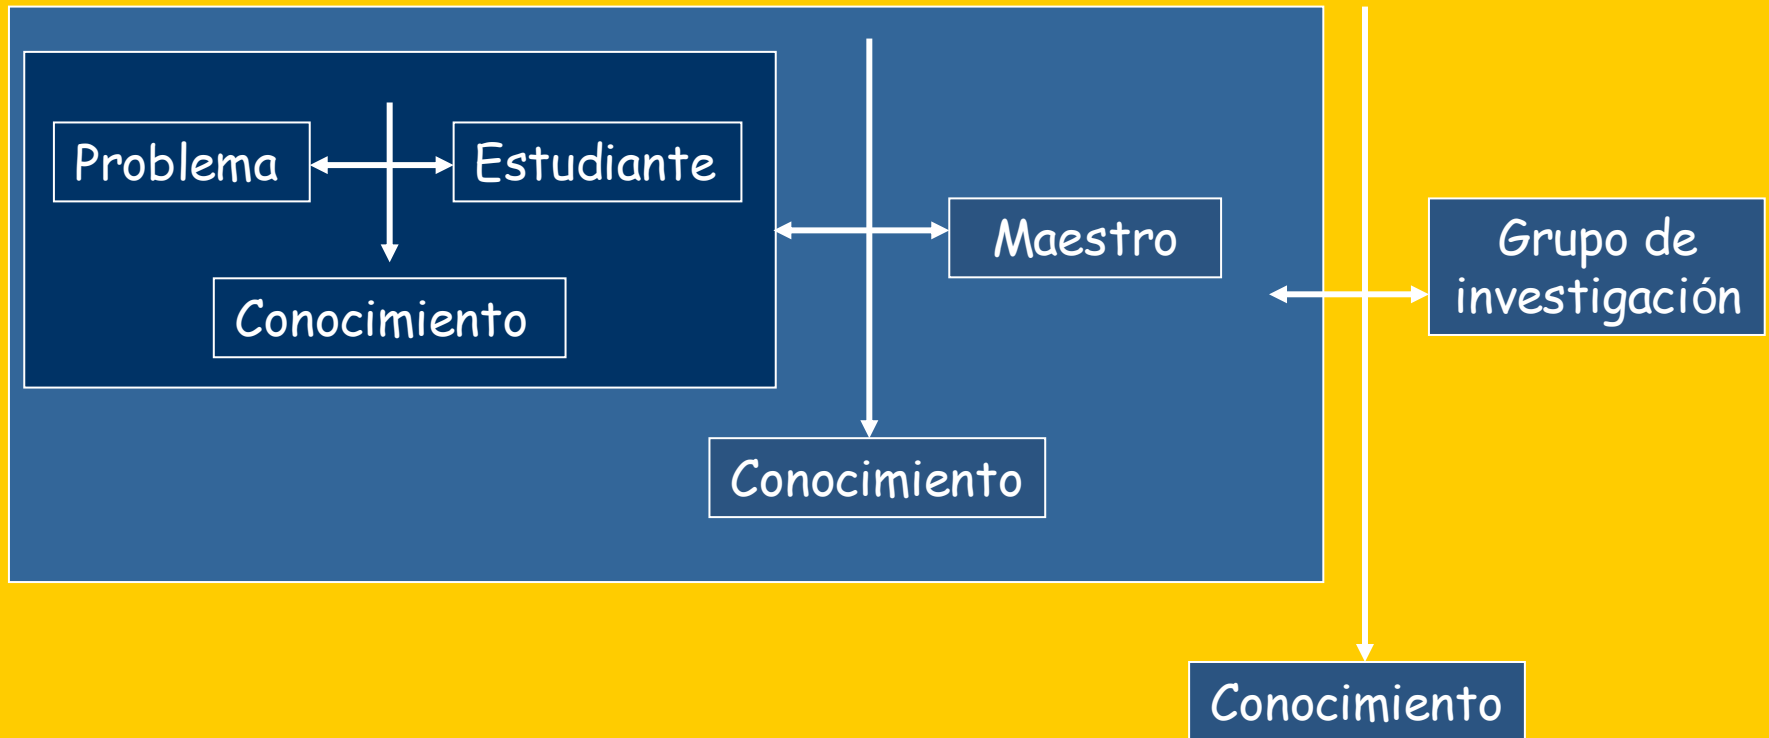 Problema
Estudiante
Conocimiento
Maestro
Conocimiento
Grupo de
investigación
Conocimiento